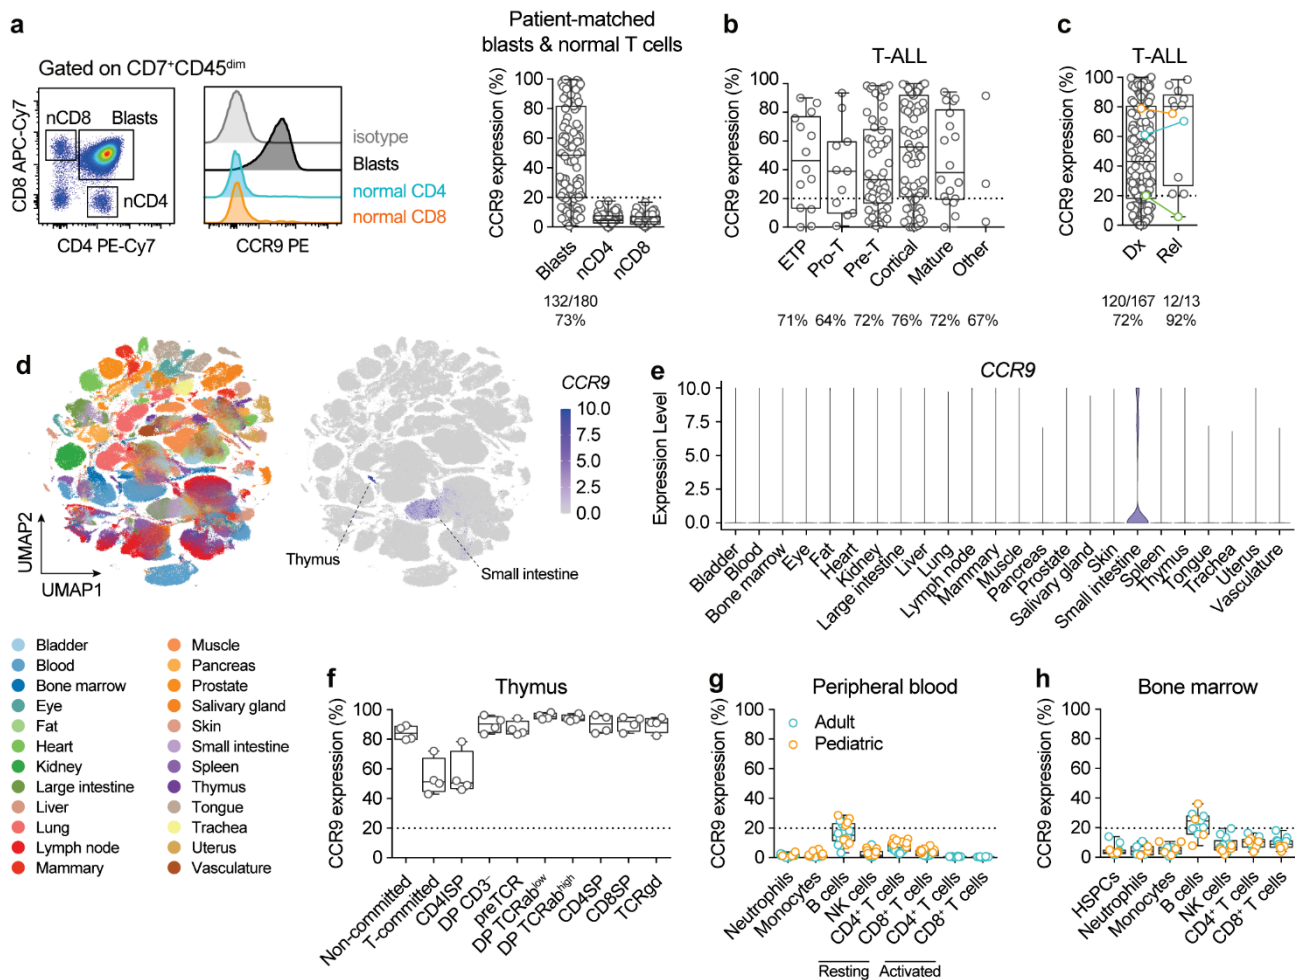 a
Gated on CD7⁺CD45ᵈⁱᵐ
nCD8
Blasts
nCD4
CD8 APC-Cy7
CD4 PE-Cy7
isotype
Blasts
normal CD4
normal CD8
CCR9 PE
Patient-matched
blasts & normal T cells
CCR9 expression (%)
100
80
60
40
20
0
Blasts
nCD4
nCD8
132/180
73%
b
T-ALL
CCR9 expression (%)
100
80
60
40
20
0
ETP
Pro-T
Pre-T
Cortical
Mature
Other
71% 64% 72% 76% 72% 67%
c
T-ALL
CCR9 expression (%)
100
80
60
40
20
0
Dx
Rel
120/167 12/13
72% 92%
d
UMAP2
UMAP1
Thymus
Small intestine
CCR9
10.0
7.5
5.0
2.5
0.0
Bladder
Blood
Bone marrow
Eye
Fat
Heart
Kidney
Large intestine
Liver
Lung
Lymph node
Mammary
Muscle
Pancreas
Prostate
Salivary gland
Skin
Small intestine
Spleen
Thymus
Tongue
Trachea
Uterus
Vasculature
e
CCR9
Expression Level
10.0
7.5
5.0
2.5
0.0
Bladder
Blood
Bone marrow
Eye
Fat
Heart
Kidney
Large intestine
Liver
Lung
Lymph node
Mammary
Muscle
Pancreas
Prostate
Salivary gland
Skin
Small intestine
Spleen
Thymus
Tongue
Trachea
Uterus
Vasculature
f
Thymus
CCR9 expression (%)
100
80
60
40
20
0
Non-committed
T-committed
CD4ISP
DP CD3⁻
preTCR
DP TCRabˡᵒʷ
DP TCRabʰⁱᵍʰ
CD4SP
CD8SP
TCRgd
g
Peripheral blood
Adult
Pediatric
CCR9 expression (%)
100
80
60
40
20
0
Neutrophils
Monocytes
B cells
NK cells
CD4⁺ T cells
CD8⁺ T cells
CD4⁺ T cells
CD8⁺ T cells
Resting Activated
h
Bone marrow
CCR9 expression (%)
100
80
60
40
20
0
HSPCs
Neutrophils
Monocytes
B cells
NK cells
CD4⁺ T cells
CD8⁺ T cells